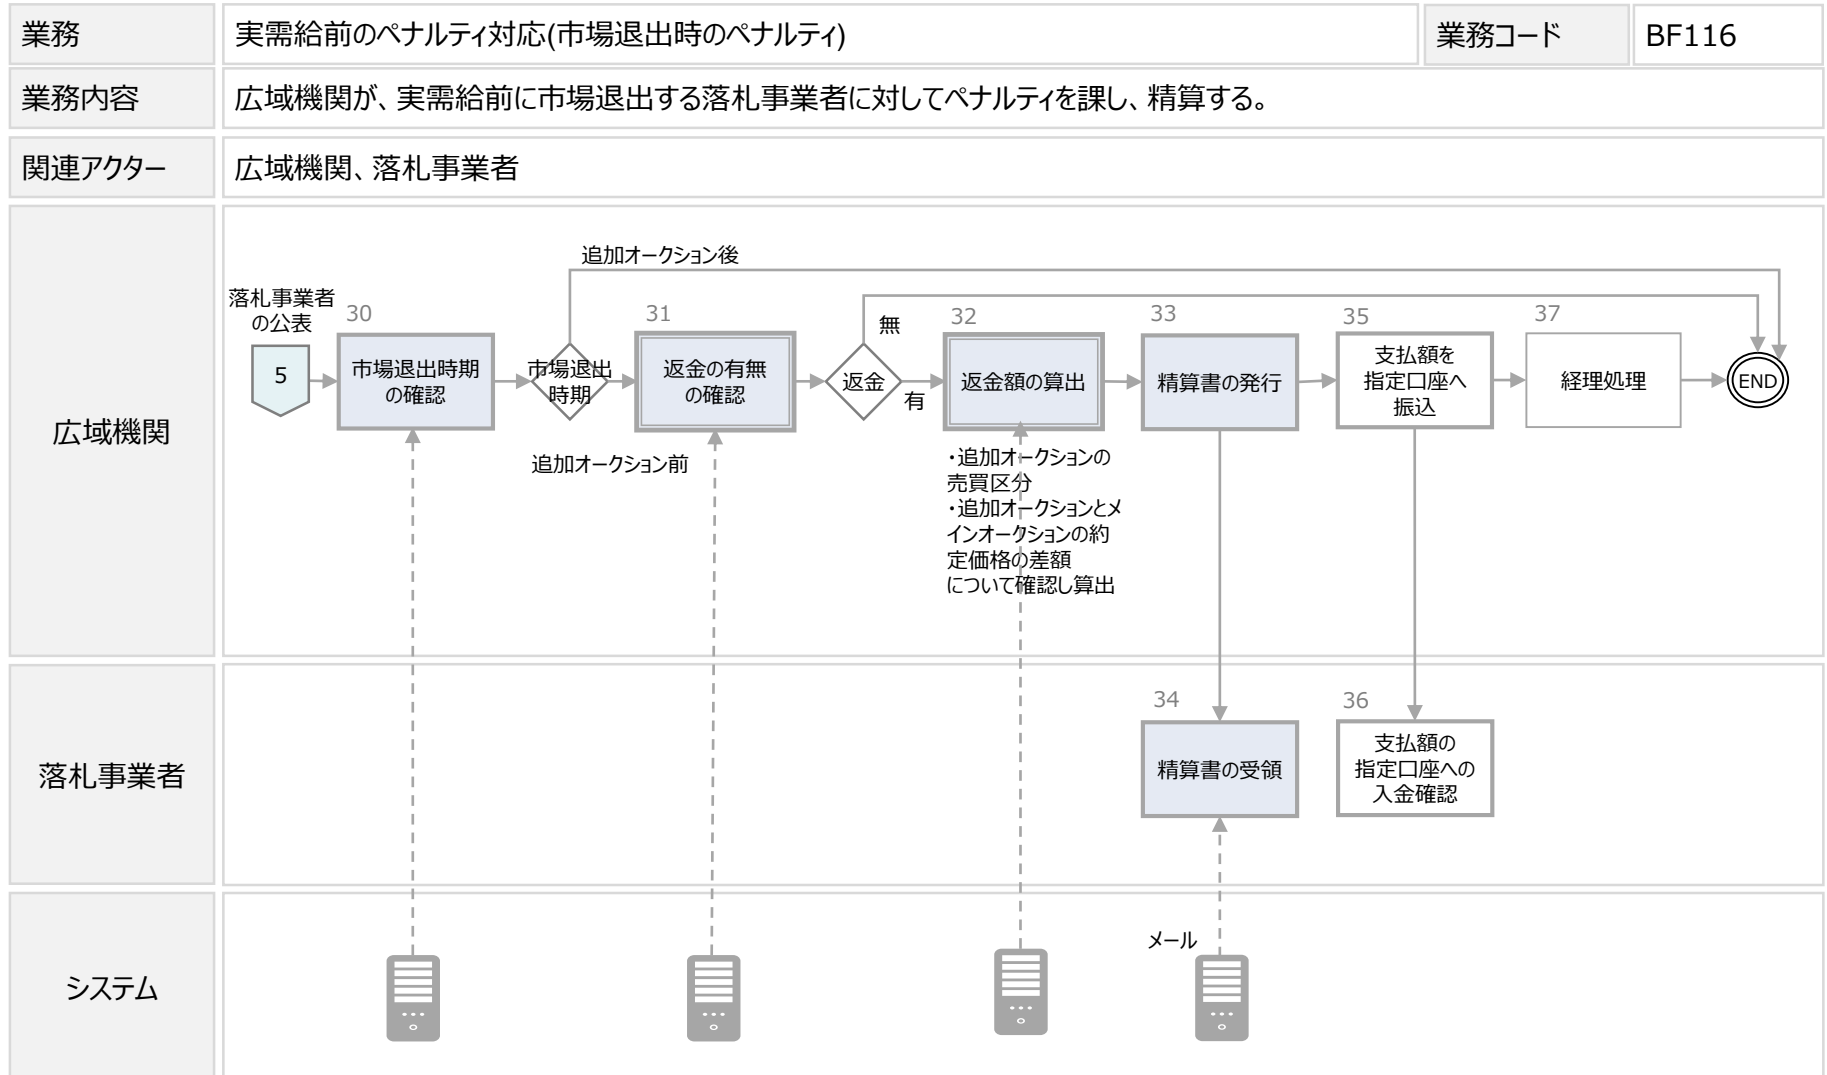 業務
実需給前のペナルティ対応(市場退出時のペナルティ)
業務コード
BF116
業務内容
広域機関が、実需給前に市場退出する落札事業者に対してペナルティを課し、精算する。
関連アクター
広域機関、落札事業者
広域機関
追加オークション後
落札事業者
の公表
5
30
市場退出時期
の確認
市場退出
時期
追加オークション前
31
返金の有無
の確認
返金
無
有
32
返金額の算出
・追加オークションの
売買区分
・追加オークションとメ
インオークションの約
定価格の差額
について確認し算出
33
精算書の発行
35
支払額を
指定口座へ
振込
37
経理処理
END
落札事業者
34
精算書の受領
36
支払額の
指定口座への
入金確認
システム
メール